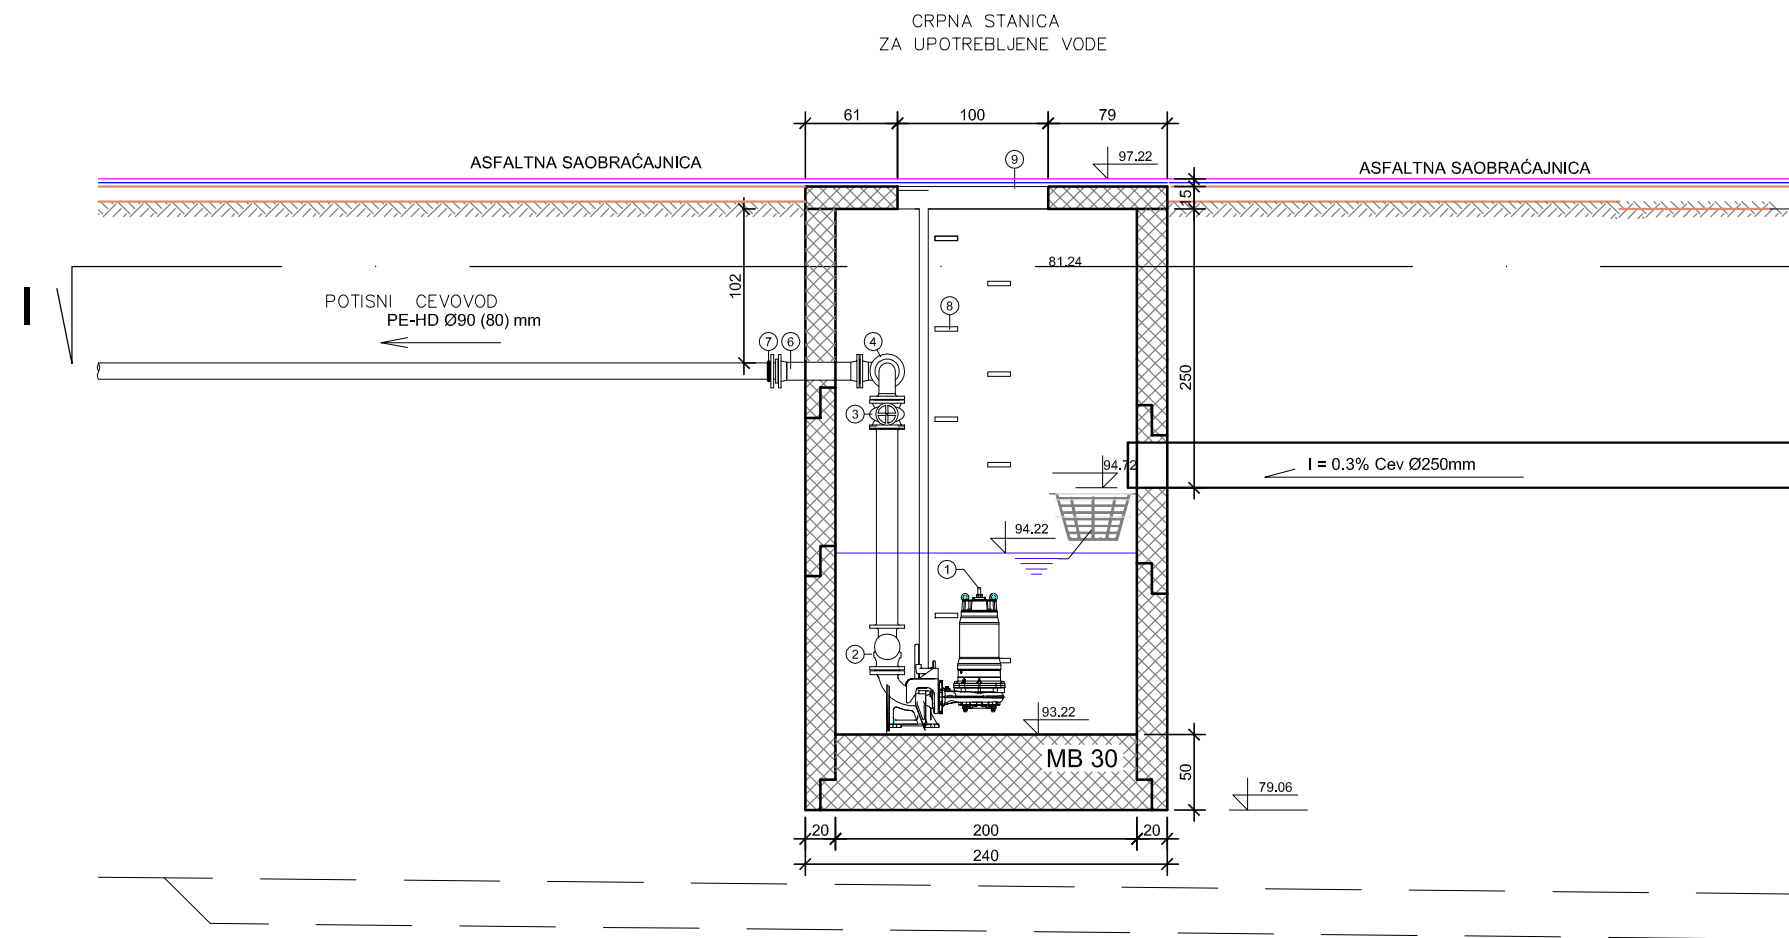 CRPNA STANICA
ZA UPOTREBLJENE VODE
61
100
79
ASFALTNA SAOBRAĆAJNICA
9
97.22
ASFALTNA SAOBRAĆAJNICA
15
81.24
102
I
POTISNI CEVOVOD
PE-HD Ø90 (80) mm
8
7
6
4
250
3
94.72
I = 0.3% Cev Ø250mm
94.22
1
2
93.22
MB 30
50
79.06
20
200
20
240